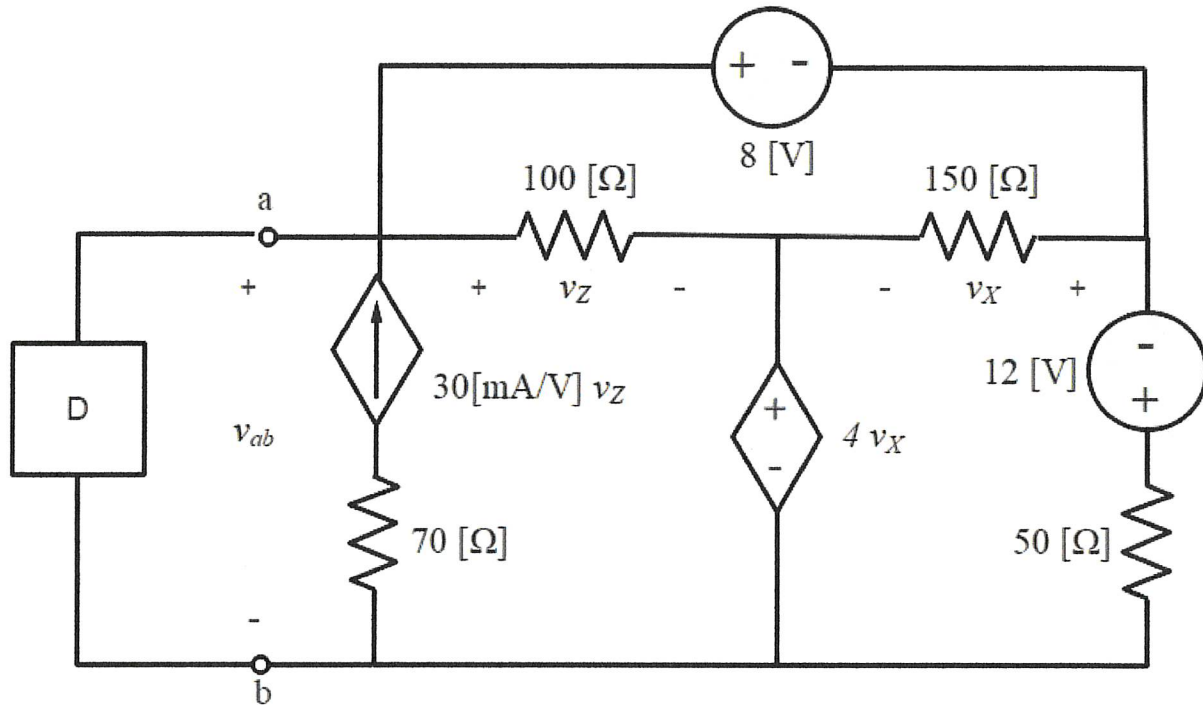 + -
8 [V]
100 [Ω]
150 [Ω]
a
+
+ vZ -
- vX +
-
12 [V]
+
30[mA/V] vZ
D
vab
+
4 vX
-
70 [Ω]
50 [Ω]
-
b